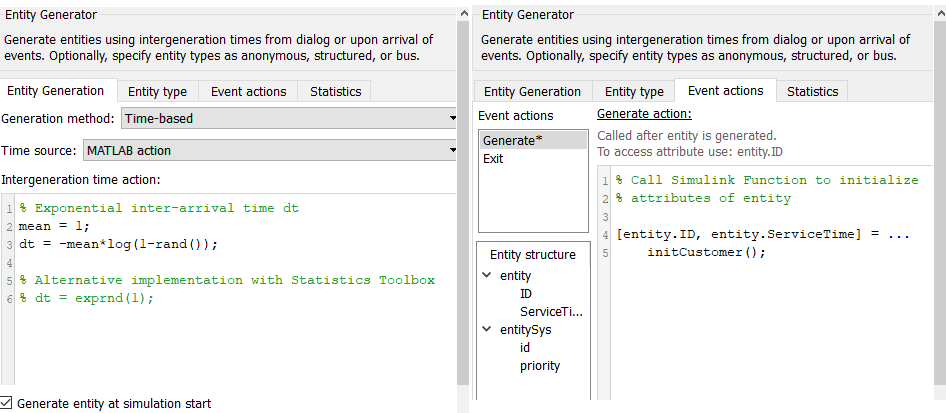 Entity Generator
Generate entities using intergeneration times from dialog or upon arrival of
events. Optionally, specify entity types as anonymous, structured, or bus.
Entity Generation Entity type Event actions Statistics
Generation method: Time-based
Time source: MATLAB action
Intergeneration time action:
1 % Exponential inter-arrival time dt
2 mean = 1;
3 dt = -mean*log(1-rand());
4
5 % Alternative implementation with Statistics Toolbox
6 % dt = exprnd(1);
Generate entity at simulation start
Entity Generator
Generate entities using intergeneration times from dialog or upon arrival of
events. Optionally, specify entity types as anonymous, structured, or bus.
Entity Generation Entity type Event actions Statistics
Event actions
Generate*
Exit
Entity structure
entity
ID
ServiceTi...
entitySys
id
priority
Generate action:
Called after entity is generated.
To access attribute use: entity.ID
1 % Call Simulink Function to initialize
2 % attributes of entity
3
4 [entity.ID, entity.ServiceTime] = ...
5 initCustomer();